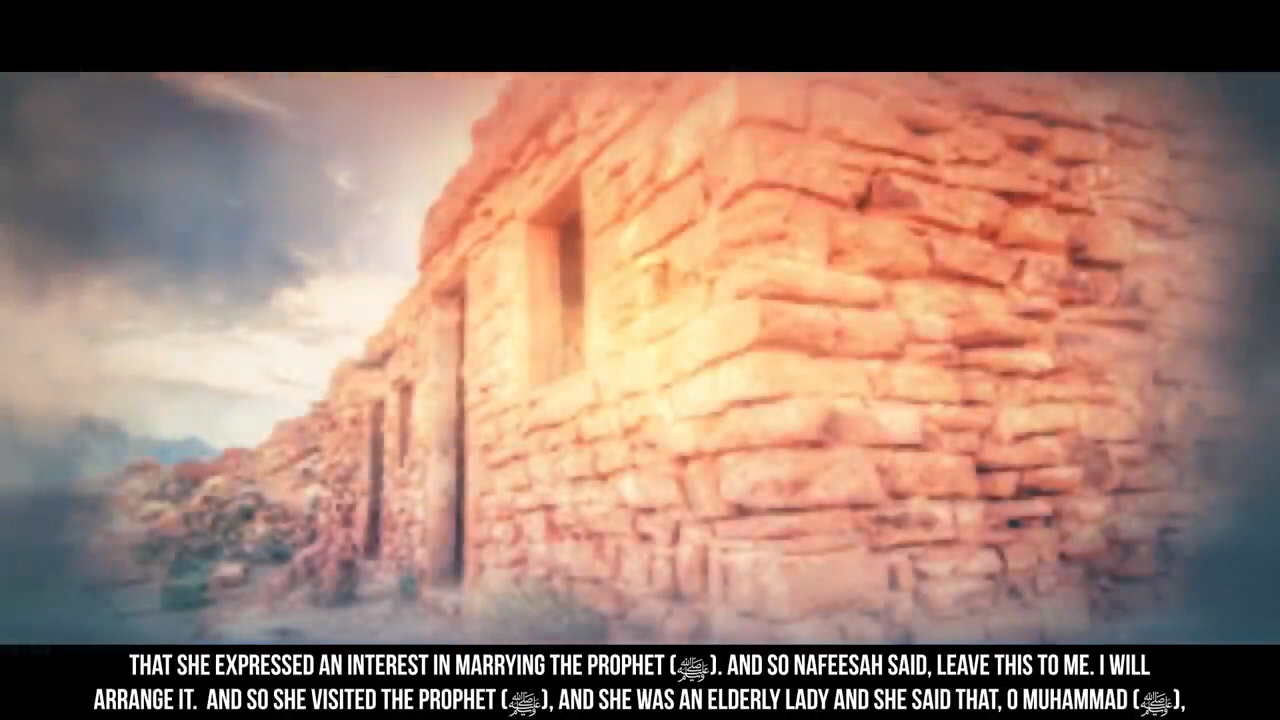 THAT SHE EXPRESSED AN INTEREST IN MARRYING THE PROPHET (ﷺ). AND SO NAFEESAH SAID, LEAVE THIS TO ME. I WILL
ARRANGE IT. AND SO SHE VISITED THE PROPHET (ﷺ), AND SHE WAS AN ELDERLY LADY AND SHE SAID THAT, O MUHAMMAD (ﷺ),